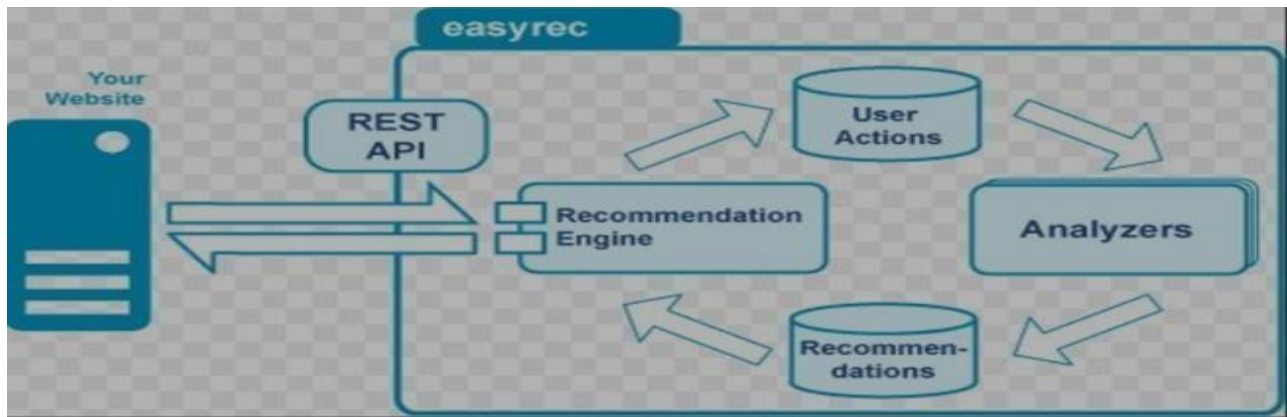 easyrec
Your
Website
REST
API
User
Actions
Recommendation
Engine
Analyzers
Recommen-
dations